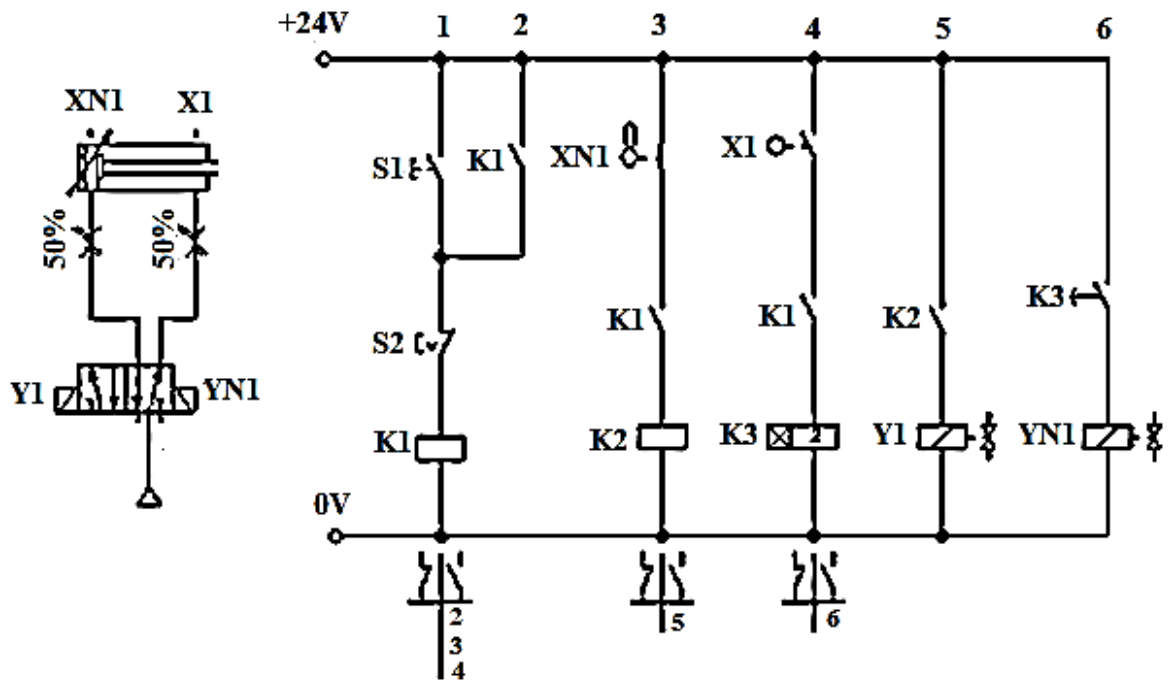 +24V 1 2 3 4 5 6
XN1 X1
S1 K1 XN1 X1
50% 50%
S2 K1 K1 K2 K3
Y1 YN1
K1 K2 K3 2 Y1 YN1
0V
2 5 6
3
4